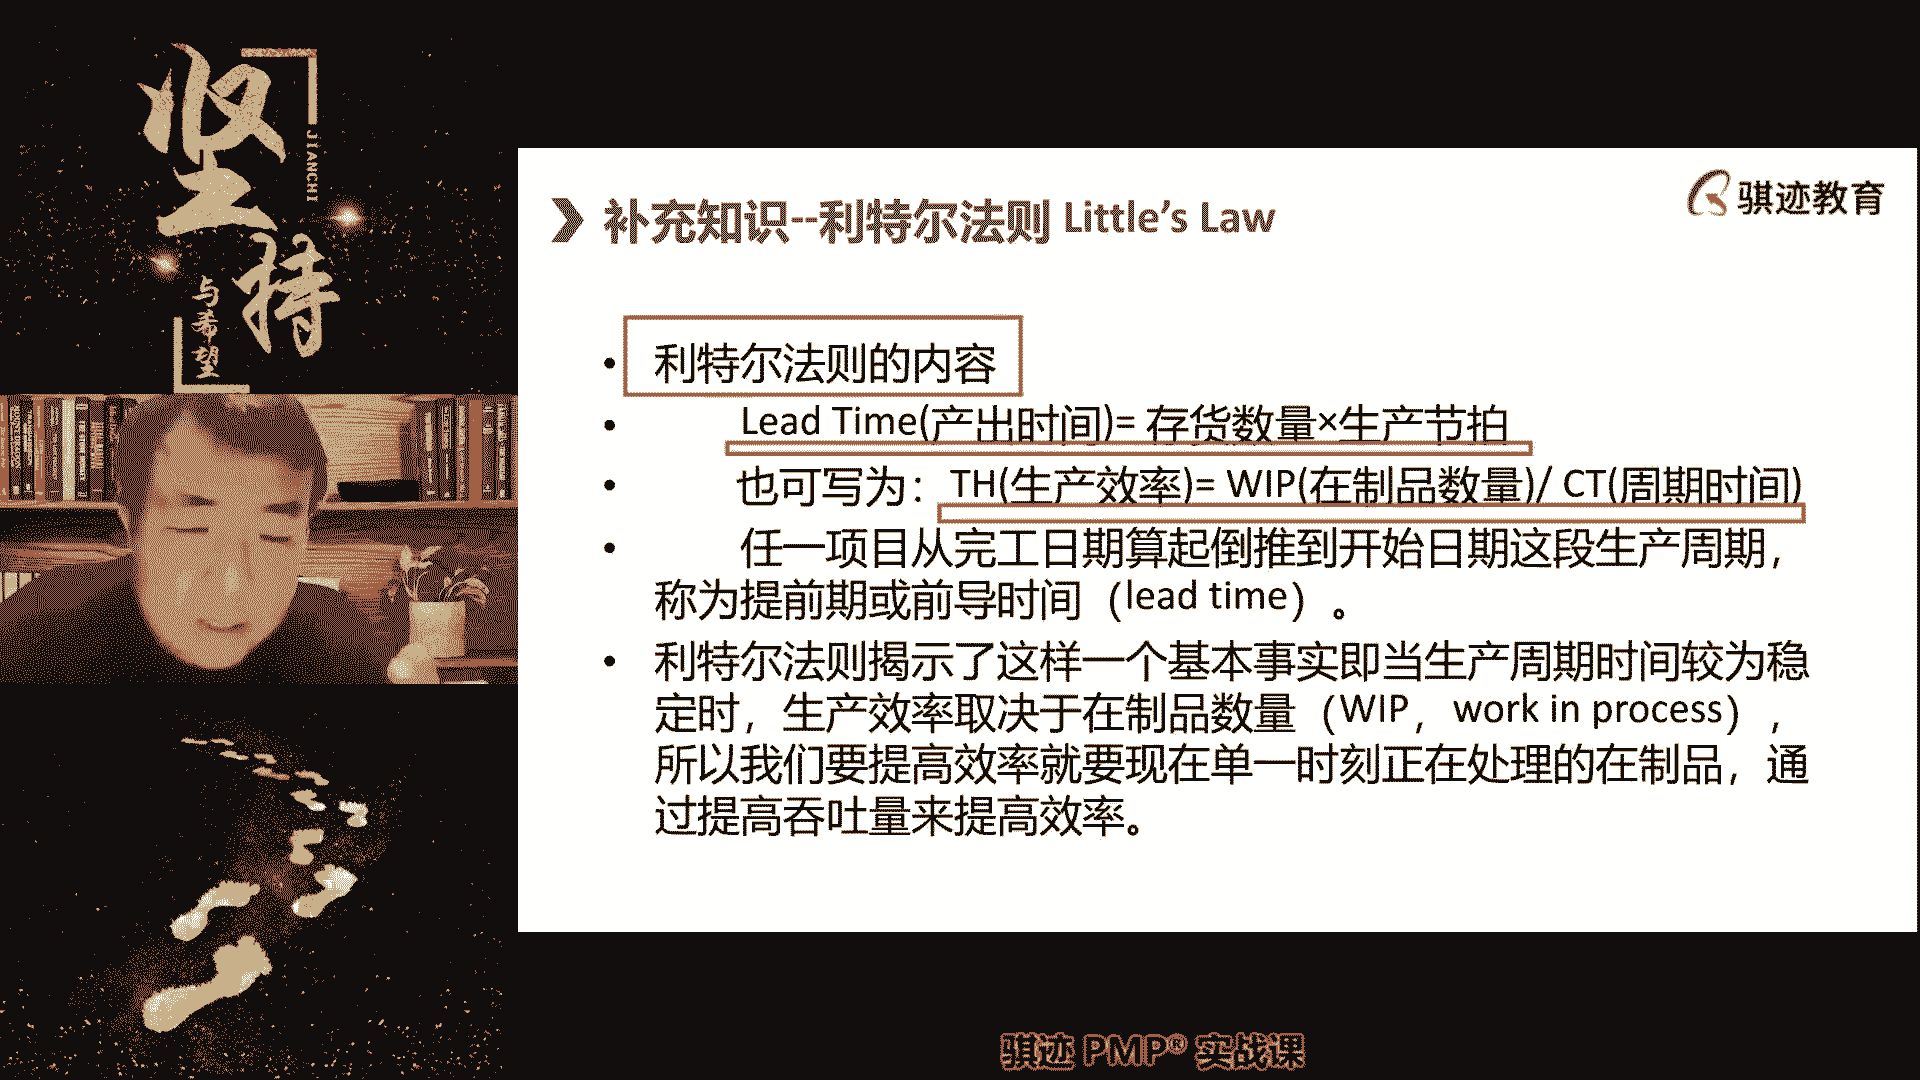 坚持
JIANCHI
与希望
骐迹教育
补充知识--利特尔法则 Little's Law
• 利特尔法则的内容
• Lead Time(产出时间)= 存货数量×生产节拍
• 也可写为：TH(生产效率)= WIP(在制品数量)/ CT(周期时间)
• 任一项目从完工日期算起倒推到开始日期这段生产周期，
称为提前期或前导时间（lead time）。
• 利特尔法则揭示了这样一个基本事实即当生产周期时间较为稳
定时，生产效率取决于在制品数量（WIP，work in process），
所以我们要提高效率就要现在单一时刻正在处理的在制品，通
过提高吞吐量来提高效率。
骐迹 PMP® 实战课